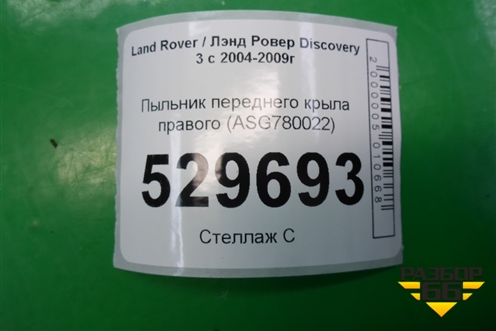 Land Rover / Лэнд Ровер Discovery
3 с 2004-2009г
Пыльник переднего крыла
правого (ASG780022)
529693
Стеллаж С
2000005010668
РАЗБОР
66